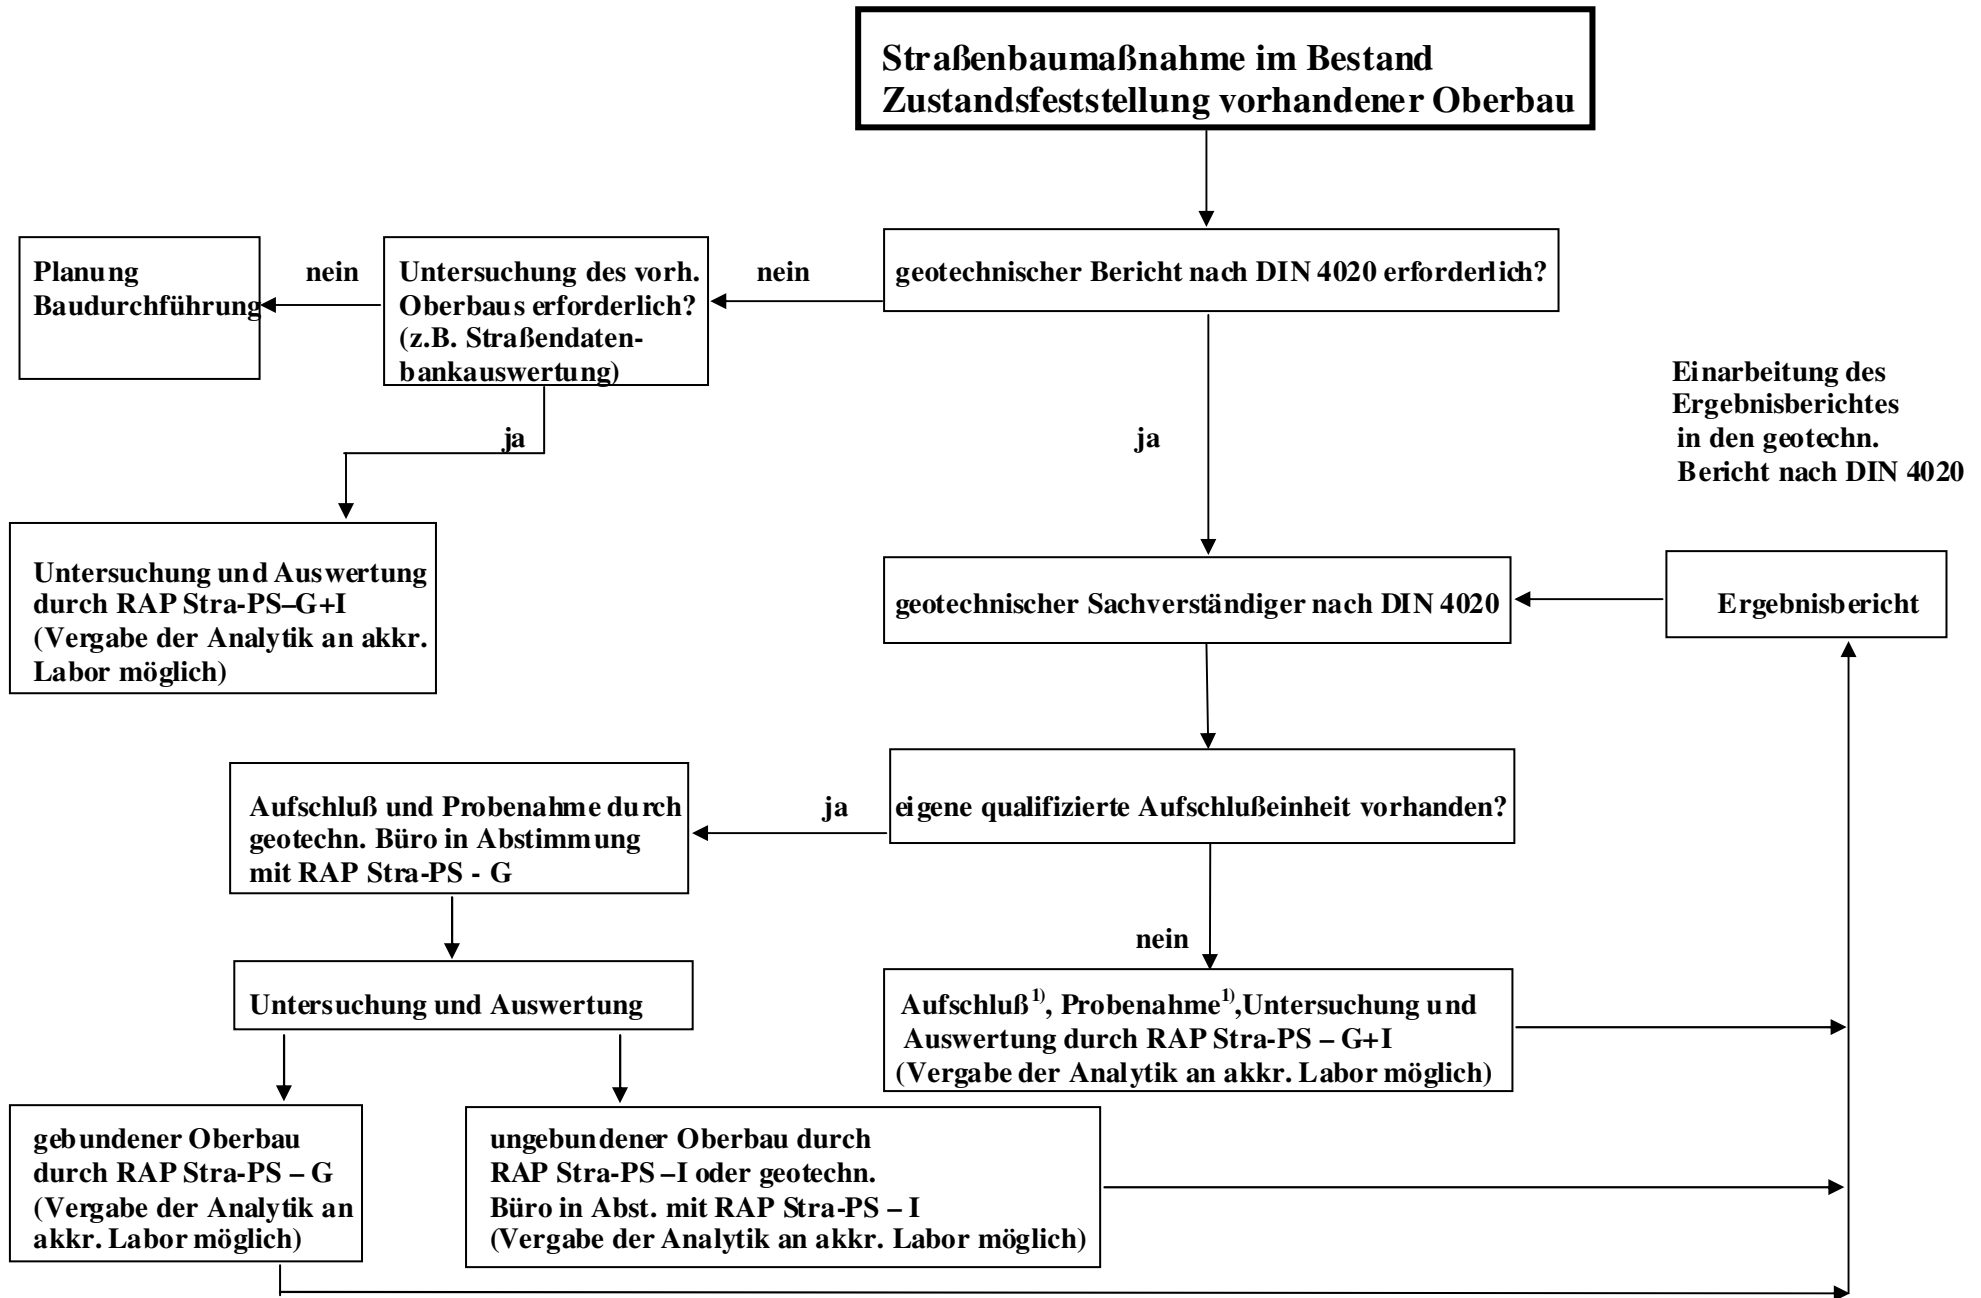 Straßenbaumaßnahme im Bestand
Zustandsfeststellung vorhandener Oberbau
Planung
Baudurchführung
nein
Untersuchung des vorh.
Oberbaus erforderlich?
(z.B. Straßendaten-
bankauswertung)
nein
geotechnischer Bericht nach DIN 4020 erforderlich?
ja
ja
Einarbeitung des
Ergebnisberichtes
in den geotechn.
Bericht nach DIN 4020
Untersuchung und Auswertung
durch RAP Stra-PS–G+I
(Vergabe der Analytik an akkr.
Labor möglich)
geotechnischer Sachverständiger nach DIN 4020
Ergebnisbericht
Aufschluß und Probenahme durch
geotechn. Büro in Abstimmung
mit RAP Stra-PS - G
ja
eigene qualifizierte Aufschlußeinheit vorhanden?
nein
Untersuchung und Auswertung
Aufschluß1), Probenahme1),Untersuchung und
Auswertung durch RAP Stra-PS – G+I
(Vergabe der Analytik an akkr. Labor möglich)
gebundener Oberbau
durch RAP Stra-PS – G
(Vergabe der Analytik an
akkr. Labor möglich)
ungebundener Oberbau durch
RAP Stra-PS –I oder geotechn.
Büro in Abst. mit RAP Stra-PS – I
(Vergabe der Analytik an akkr. Labor möglich)